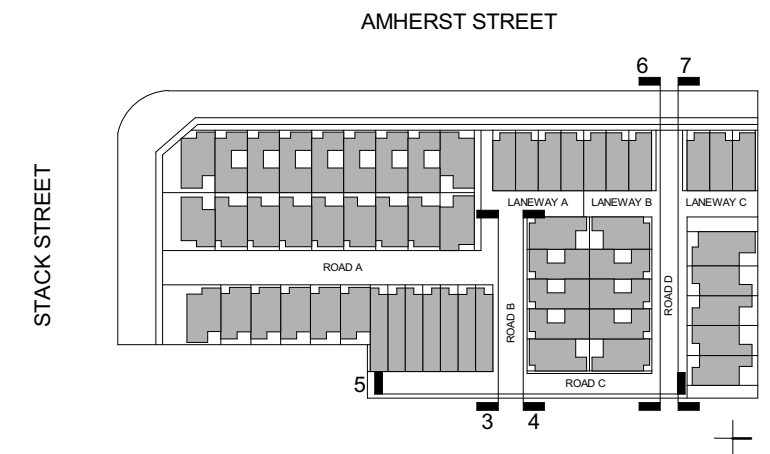 AMHERST STREET
6 7
STACK STREET
LANEWAY A
LANEWAY B
LANEWAY C
ROAD A
ROAD B
ROAD D
ROAD C
5
3 4